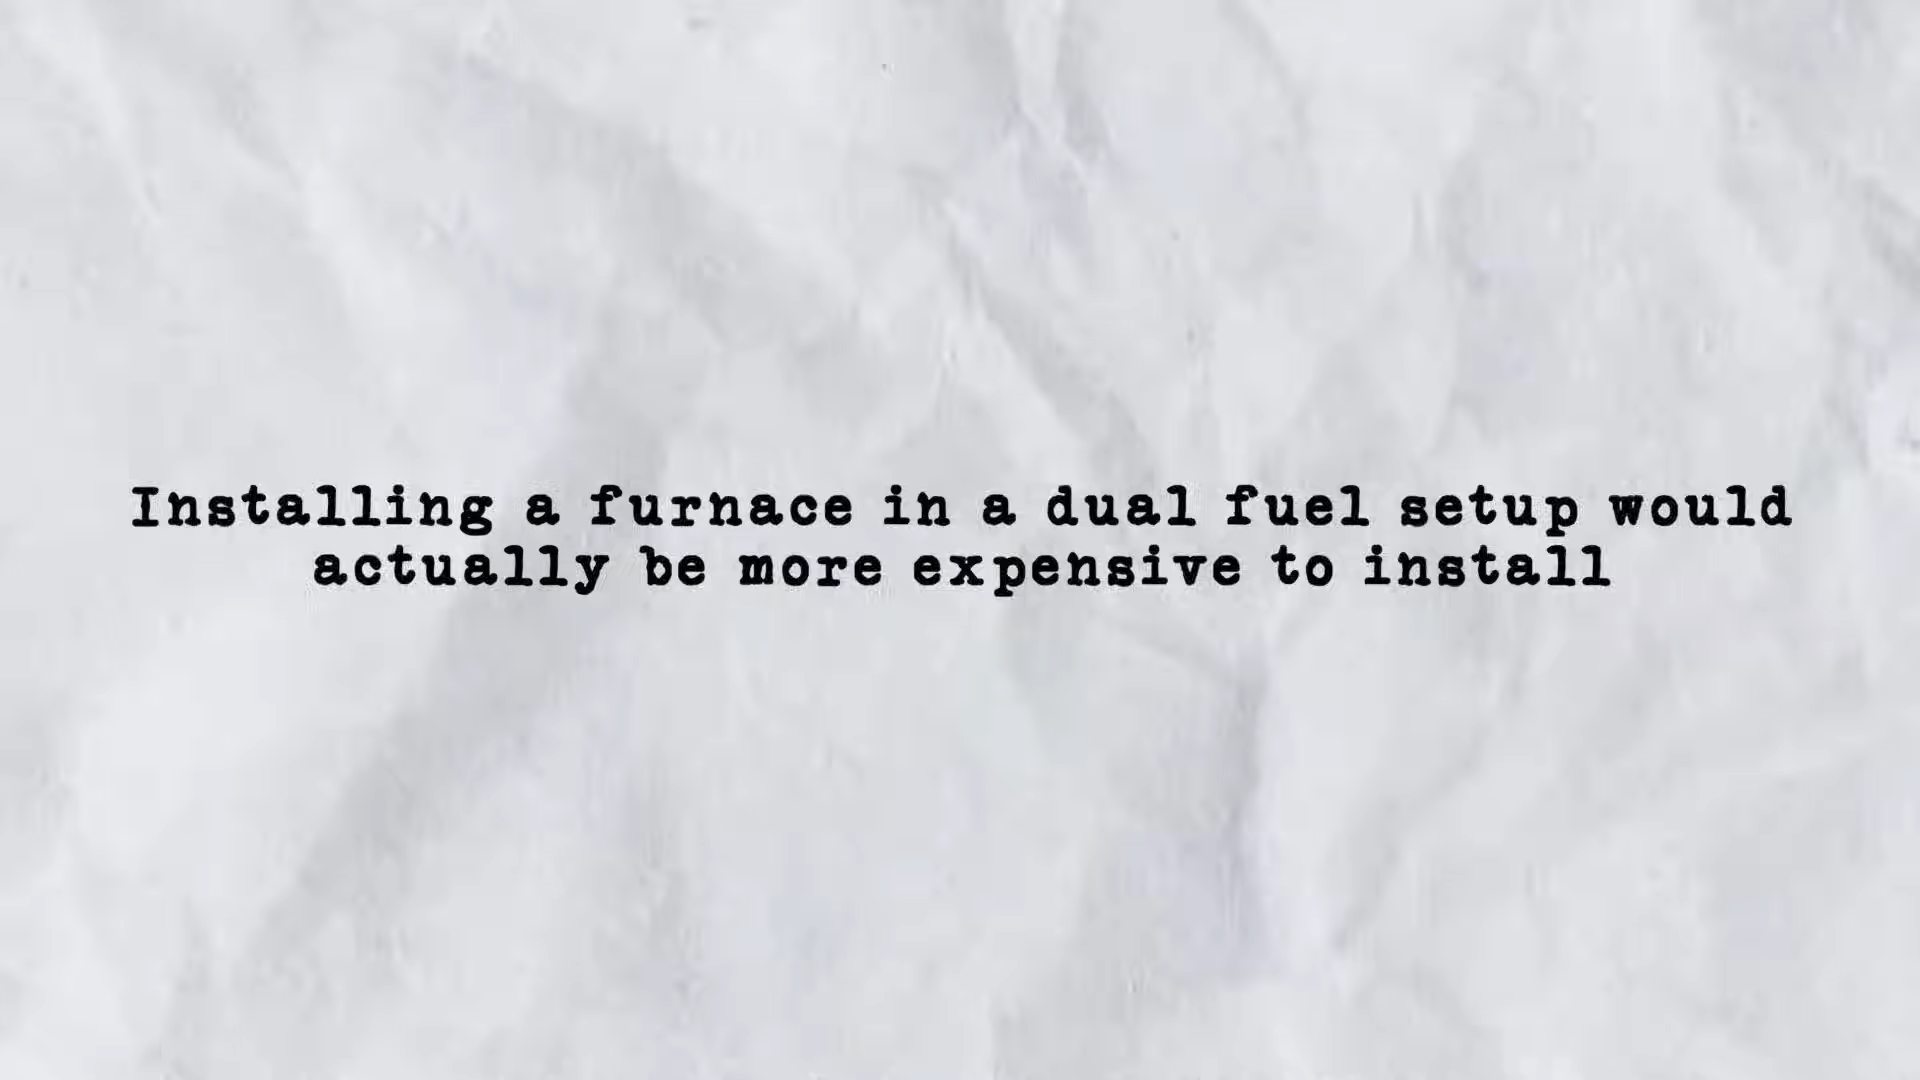 Installing a furnace in a dual fuel setup would
actually be more expensive to install